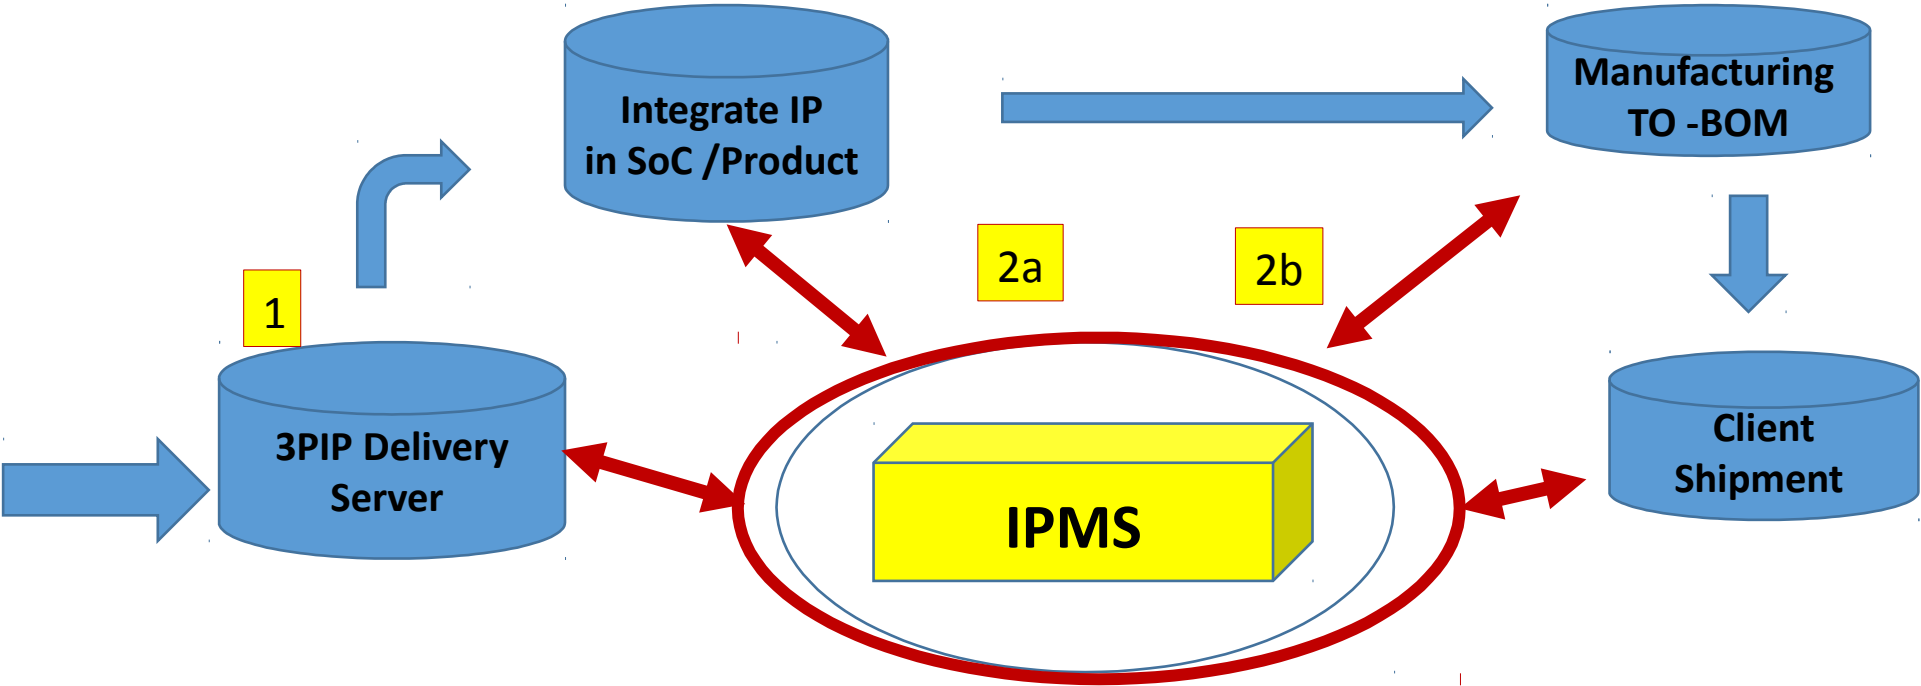 Integrate IP
in SoC /Product
Manufacturing
TO -BOM
2a
2b
1
3PIP Delivery
Server
Client
Shipment
IPMS